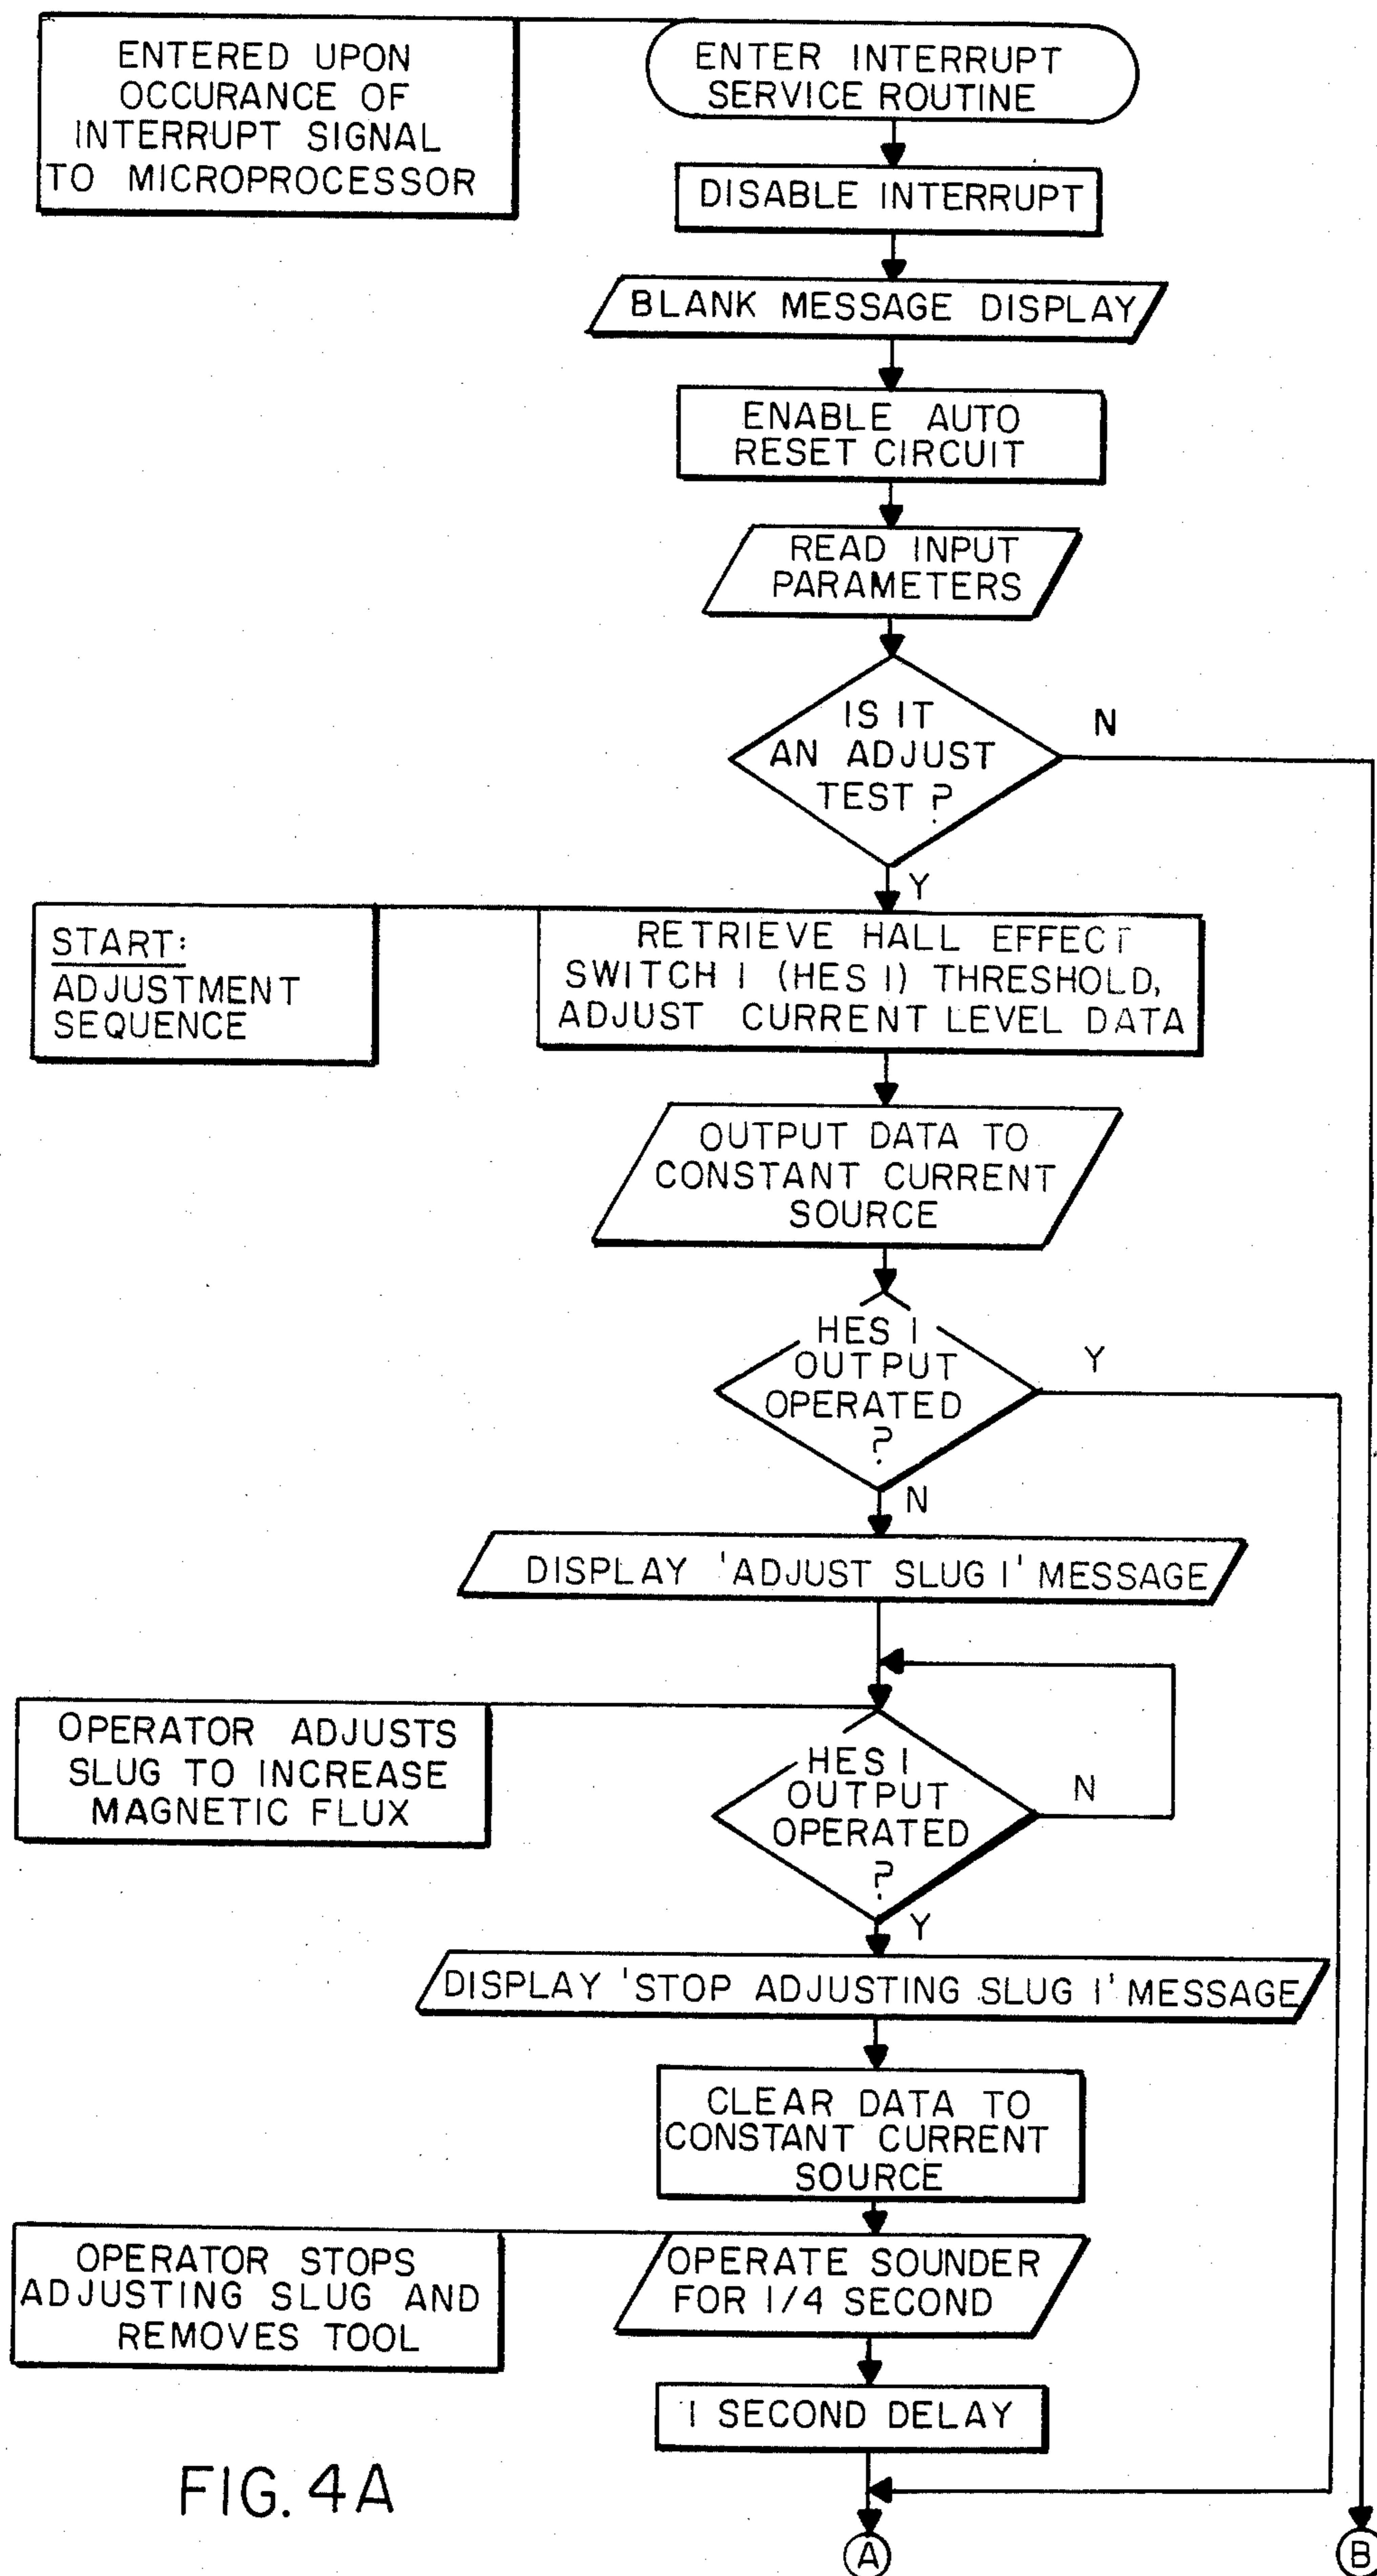 ENTERED UPON
OCCURANCE OF
INTERRUPT SIGNAL
TO MICROPROCESSOR
ENTER INTERRUPT
SERVICE ROUTINE
DISABLE INTERRUPT
BLANK MESSAGE DISPLAY
ENABLE AUTO
RESET CIRCUIT
READ INPUT
PARAMETERS
IS IT
AN ADJUST
TEST ?
N
Y
START:
ADJUSTMENT
SEQUENCE
RETRIEVE HALL EFFECT
SWITCH 1 (HES 1) THRESHOLD,
ADJUST CURRENT LEVEL DATA
OUTPUT DATA TO
CONSTANT CURRENT
SOURCE
HES 1
OUTPUT
OPERATED
?
Y
N
DISPLAY 'ADJUST SLUG 1' MESSAGE
OPERATOR ADJUSTS
SLUG TO INCREASE
MAGNETIC FLUX
HES 1
OUTPUT
OPERATED
?
N
Y
DISPLAY 'STOP ADJUSTING SLUG 1' MESSAGE
CLEAR DATA TO
CONSTANT CURRENT
SOURCE
OPERATOR STOPS
ADJUSTING SLUG AND
REMOVES TOOL
OPERATE SOUNDER
FOR 1/4 SECOND
1 SECOND DELAY
FIG. 4A
A
B